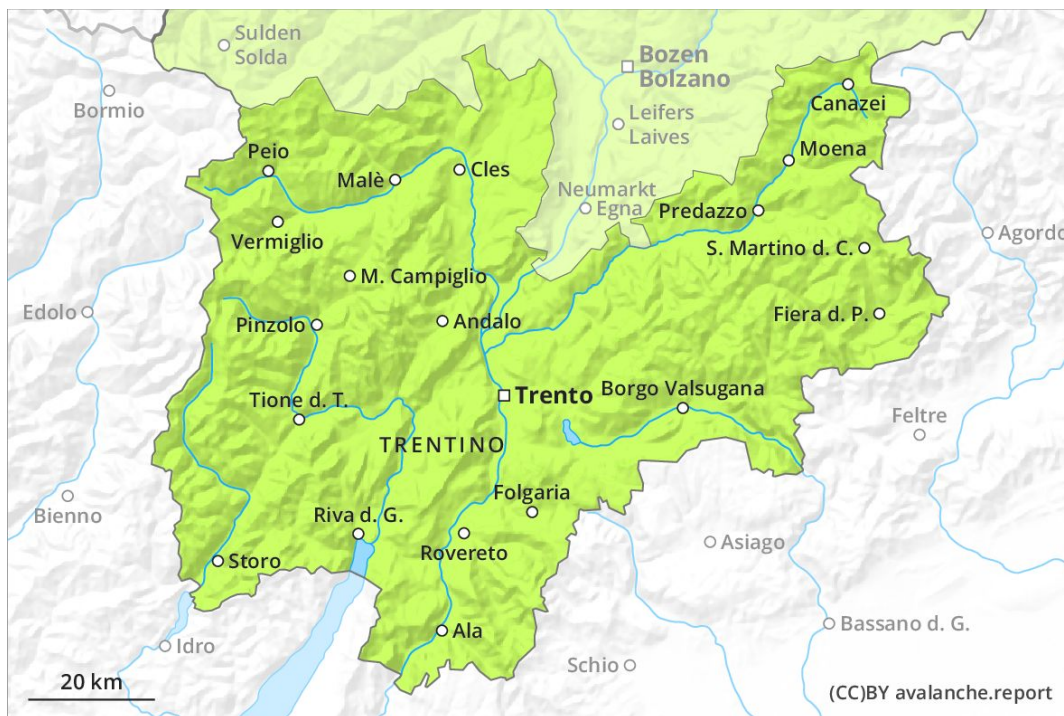 Sulden
Solda
Bozen
Bolzano
Bormio
Canazei
Leifers
Laives
Moena
Peio
Malè
Cles
Neumarkt
Egna
Predazzo
Vermiglio
Agordo
S. Martino d. C.
M. Campiglio
Edolo
Pinzolo
Andalo
Fiera d. P.
Trento
Borgo Valsugana
Tione d. T.
Feltre
TRENTINO
Bienno
Folgaria
Riva d. G.
Asiago
Rovereto
Storo
Bassano d. G.
Ala
Idro
Schio
20 km
(CC)BY avalanche.report